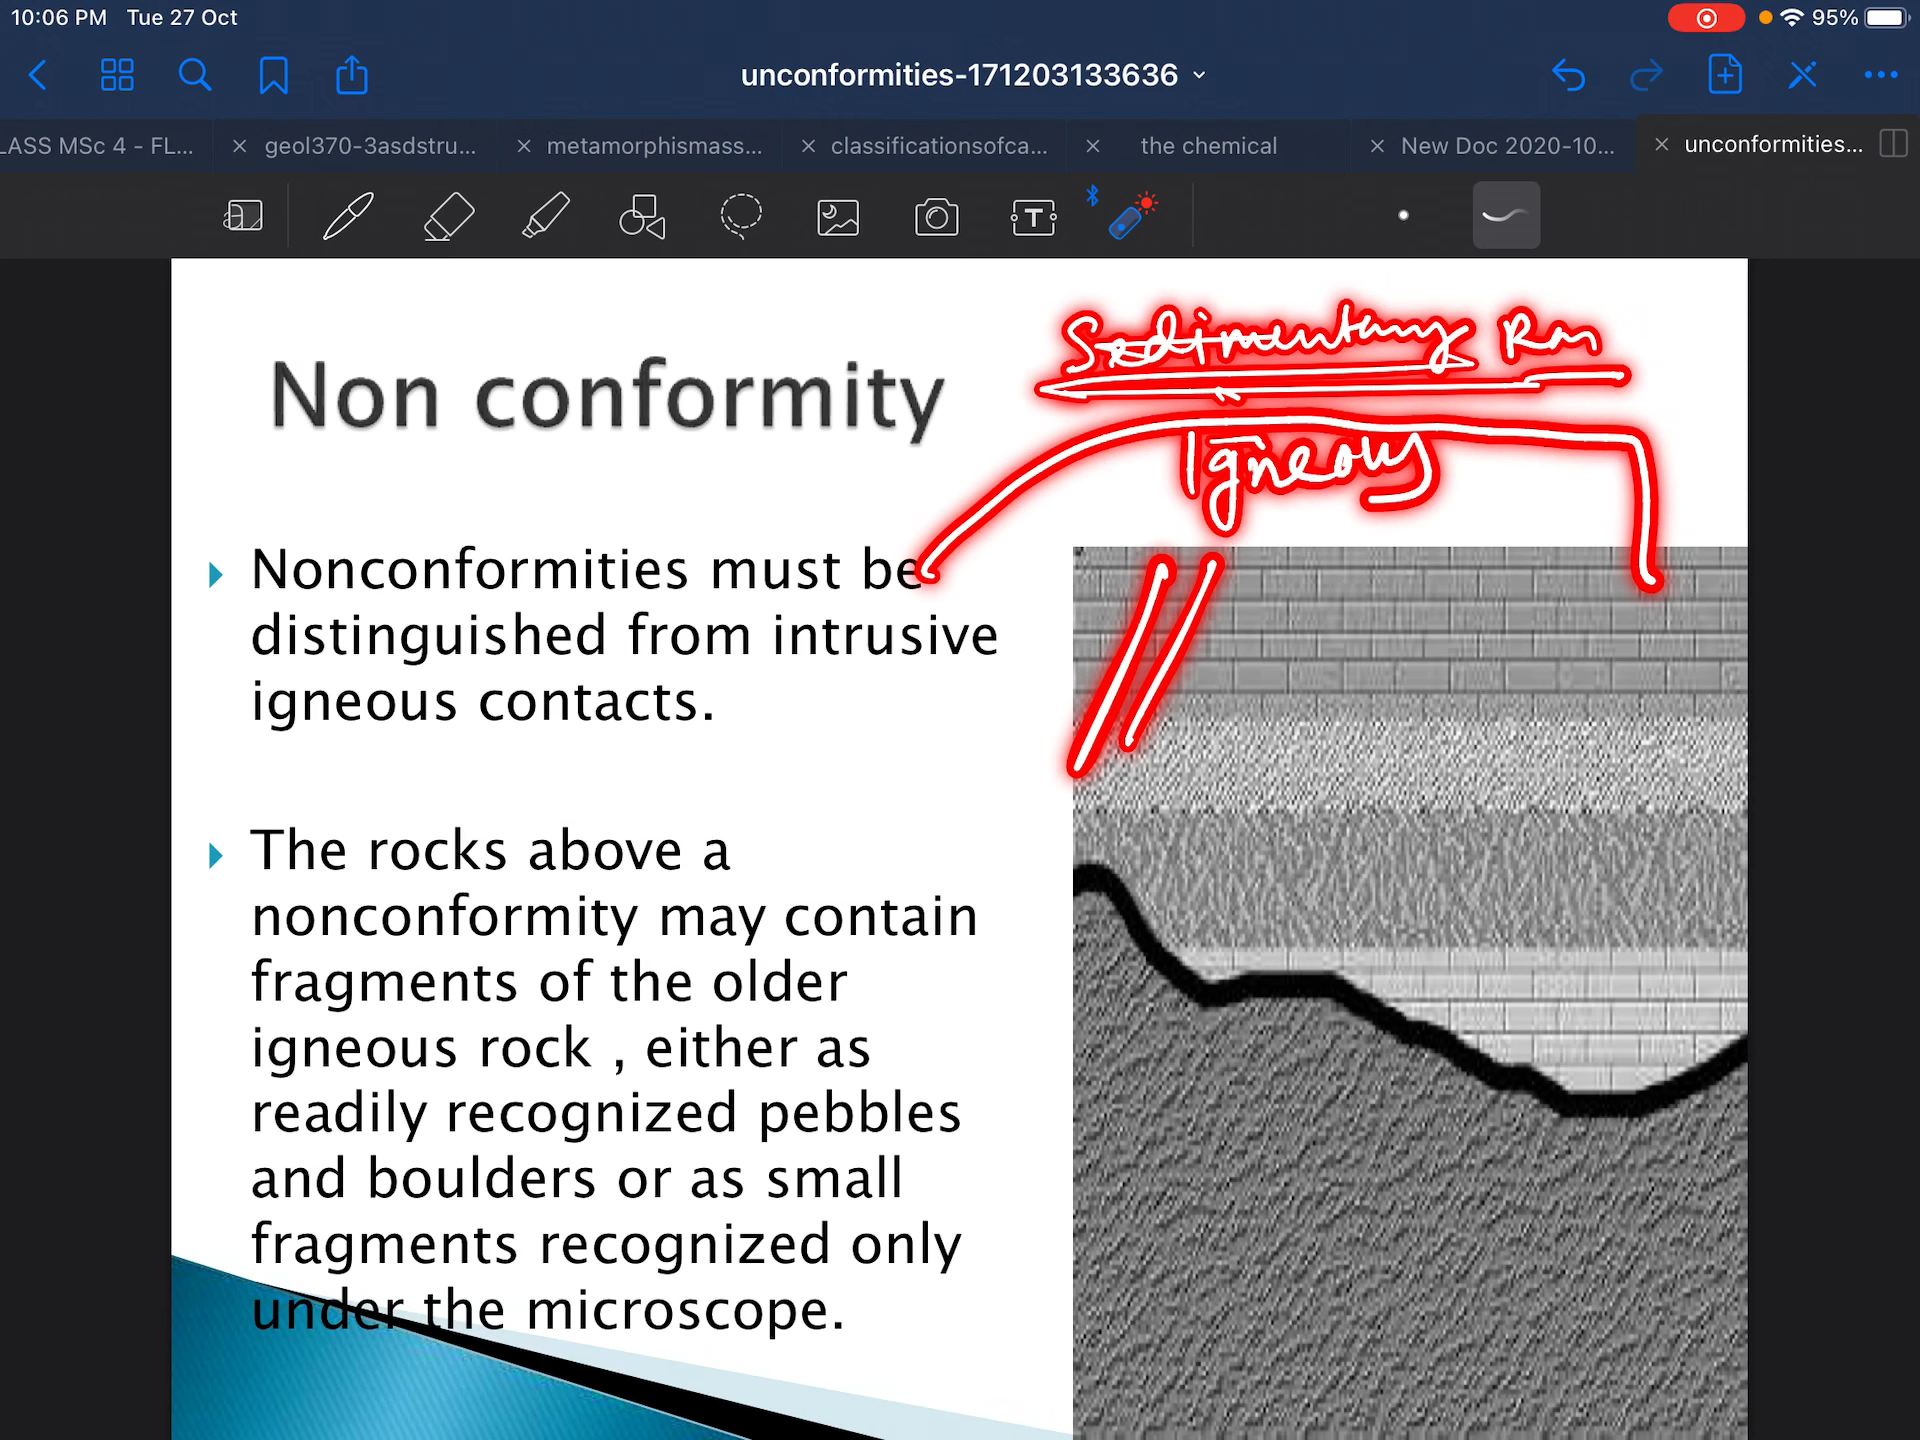 10:06 PM Tue 27 Oct
95%
unconformities-171203133636
LASS MSc 4 - FL...
geol370-3asdstru...
metamorphismass...
classificationsofca...
the chemical
New Doc 2020-10...
unconformities...
Sedimentary
Igneous
Non conformity
Nonconformities must be
distinguished from intrusive
igneous contacts.
The rocks above a
nonconformity may contain
fragments of the older
igneous rock , either as
readily recognized pebbles
and boulders or as small
fragments recognized only
under the microscope.